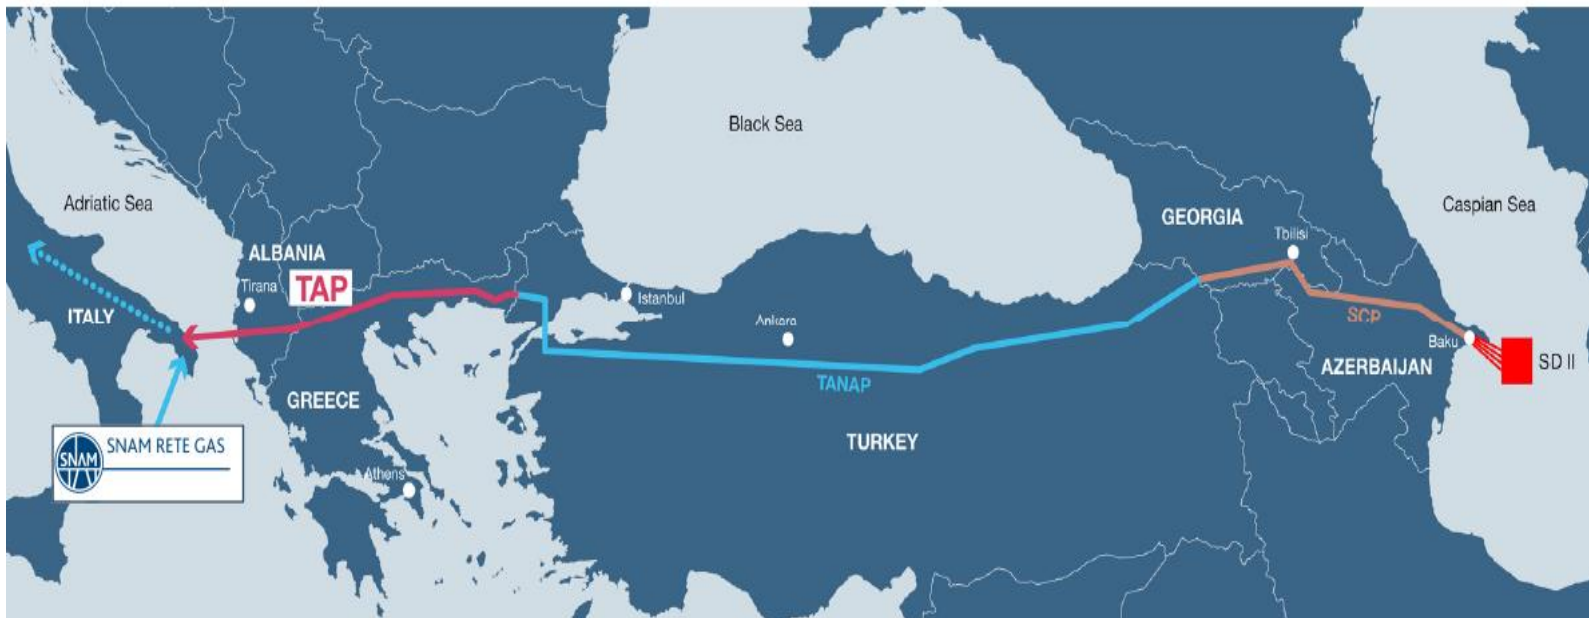 Black Sea
Adriatic Sea
Caspian Sea
GEORGIA
Tbilisi
ALBANIA
Tirana
TAP
Istanbul
ITALY
Ankara
SCP
Baku
SD II
AZERBAIJAN
TANAP
GREECE
TURKEY
SNAM
SNAM RETE GAS
Athens